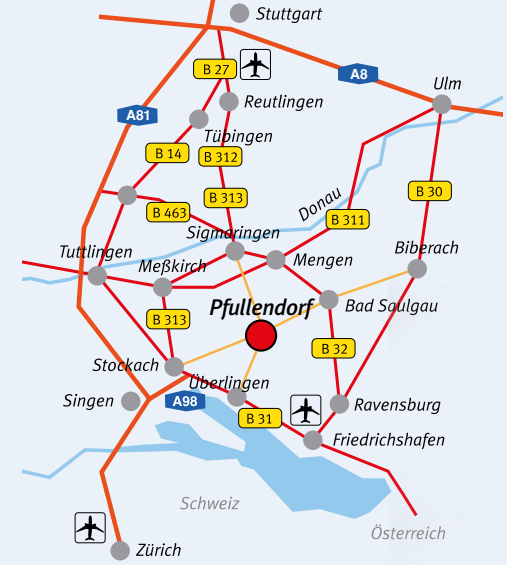 Stuttgart
B 27
A8
Ulm
Reutlingen
A81
Tübingen
B 14
B 312
B 30
B 313
Donau
B 463
B 311
Sigmaringen
Tuttlingen
Biberach
Meßkirch
Mengen
Pfullendorf
Bad Saulgau
B 313
B 32
Stockach
Überlingen
Singen
A98
Ravensburg
B 31
Friedrichshafen
Schweiz
Österreich
Zürich